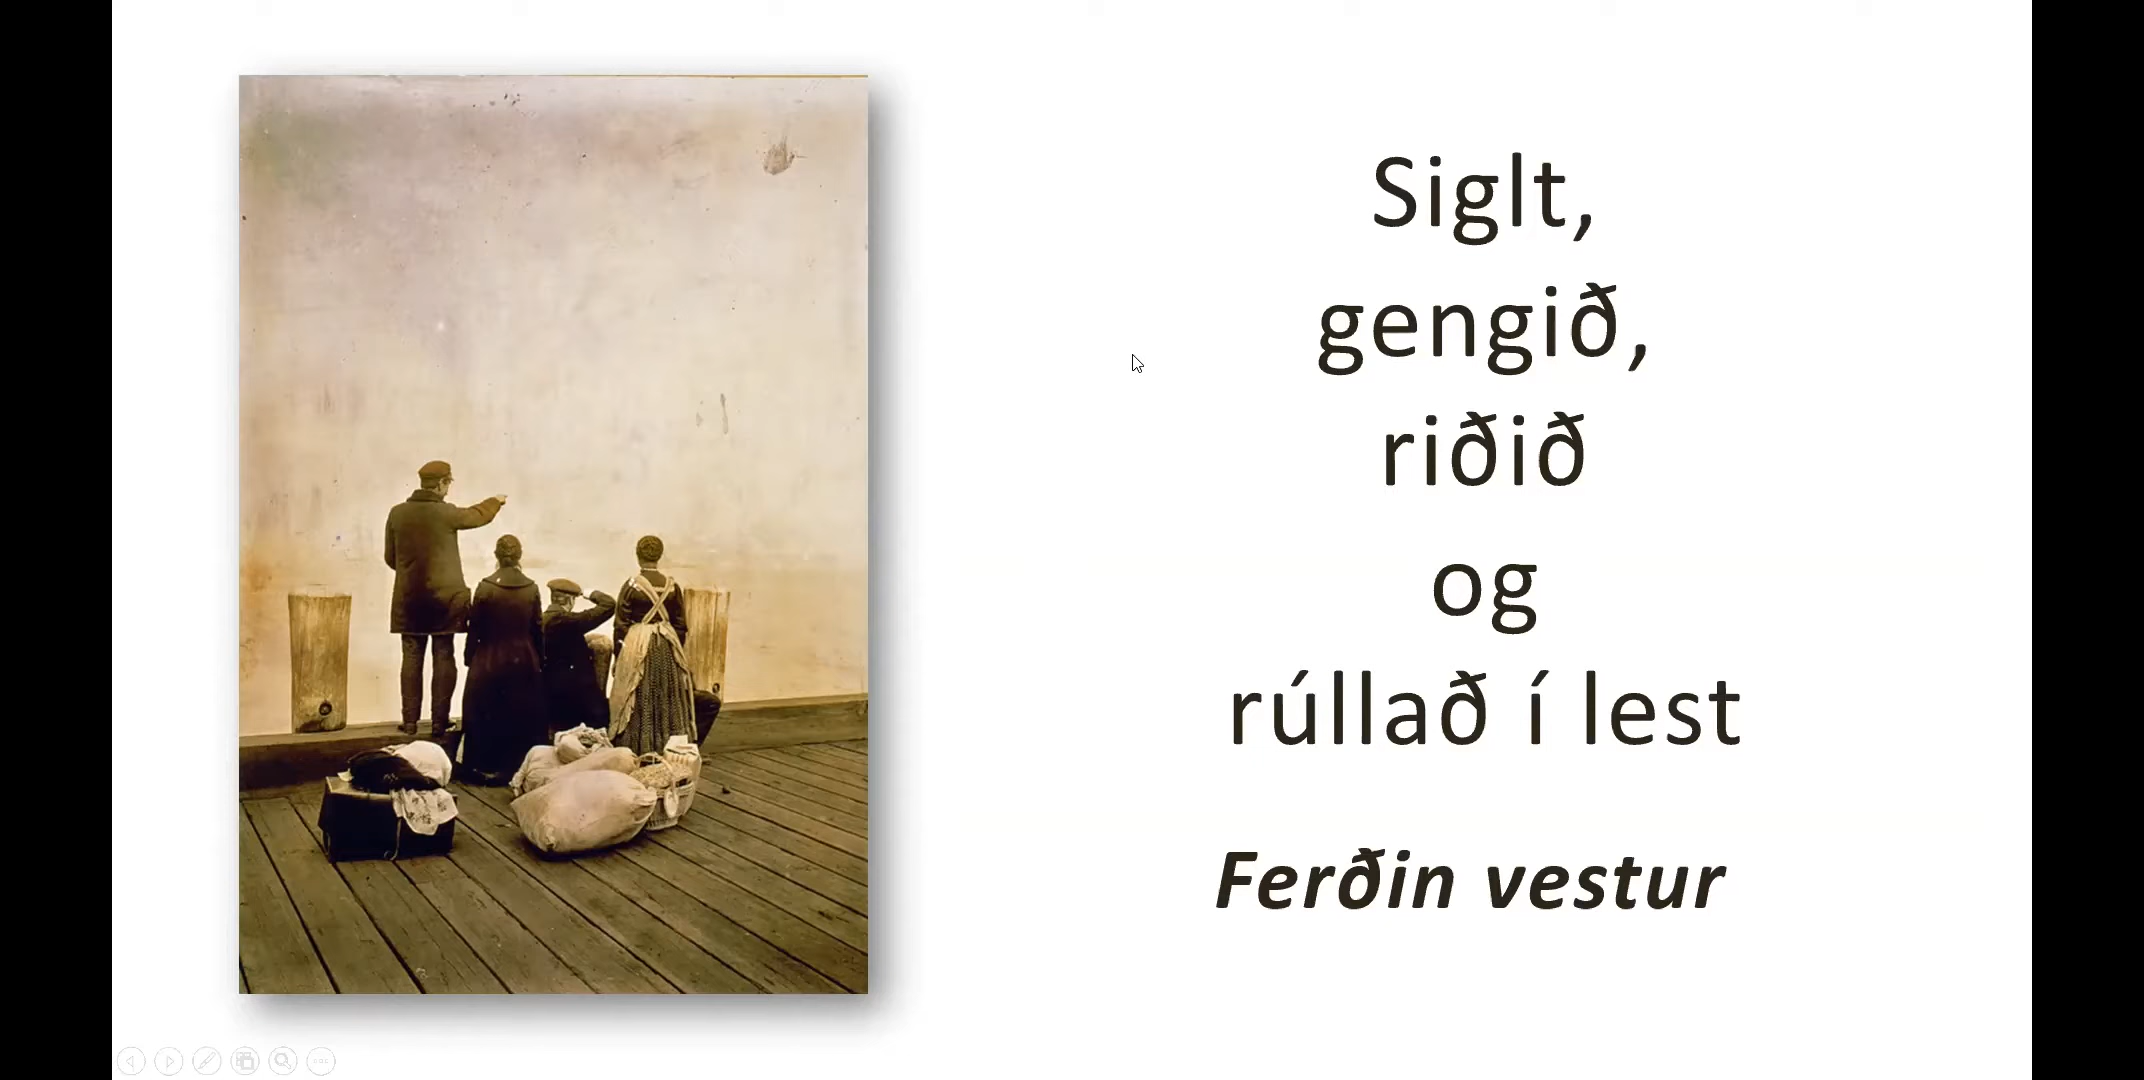 Siglt,
gengið,
riðið
og
rúllað í lest
Ferðin vestur